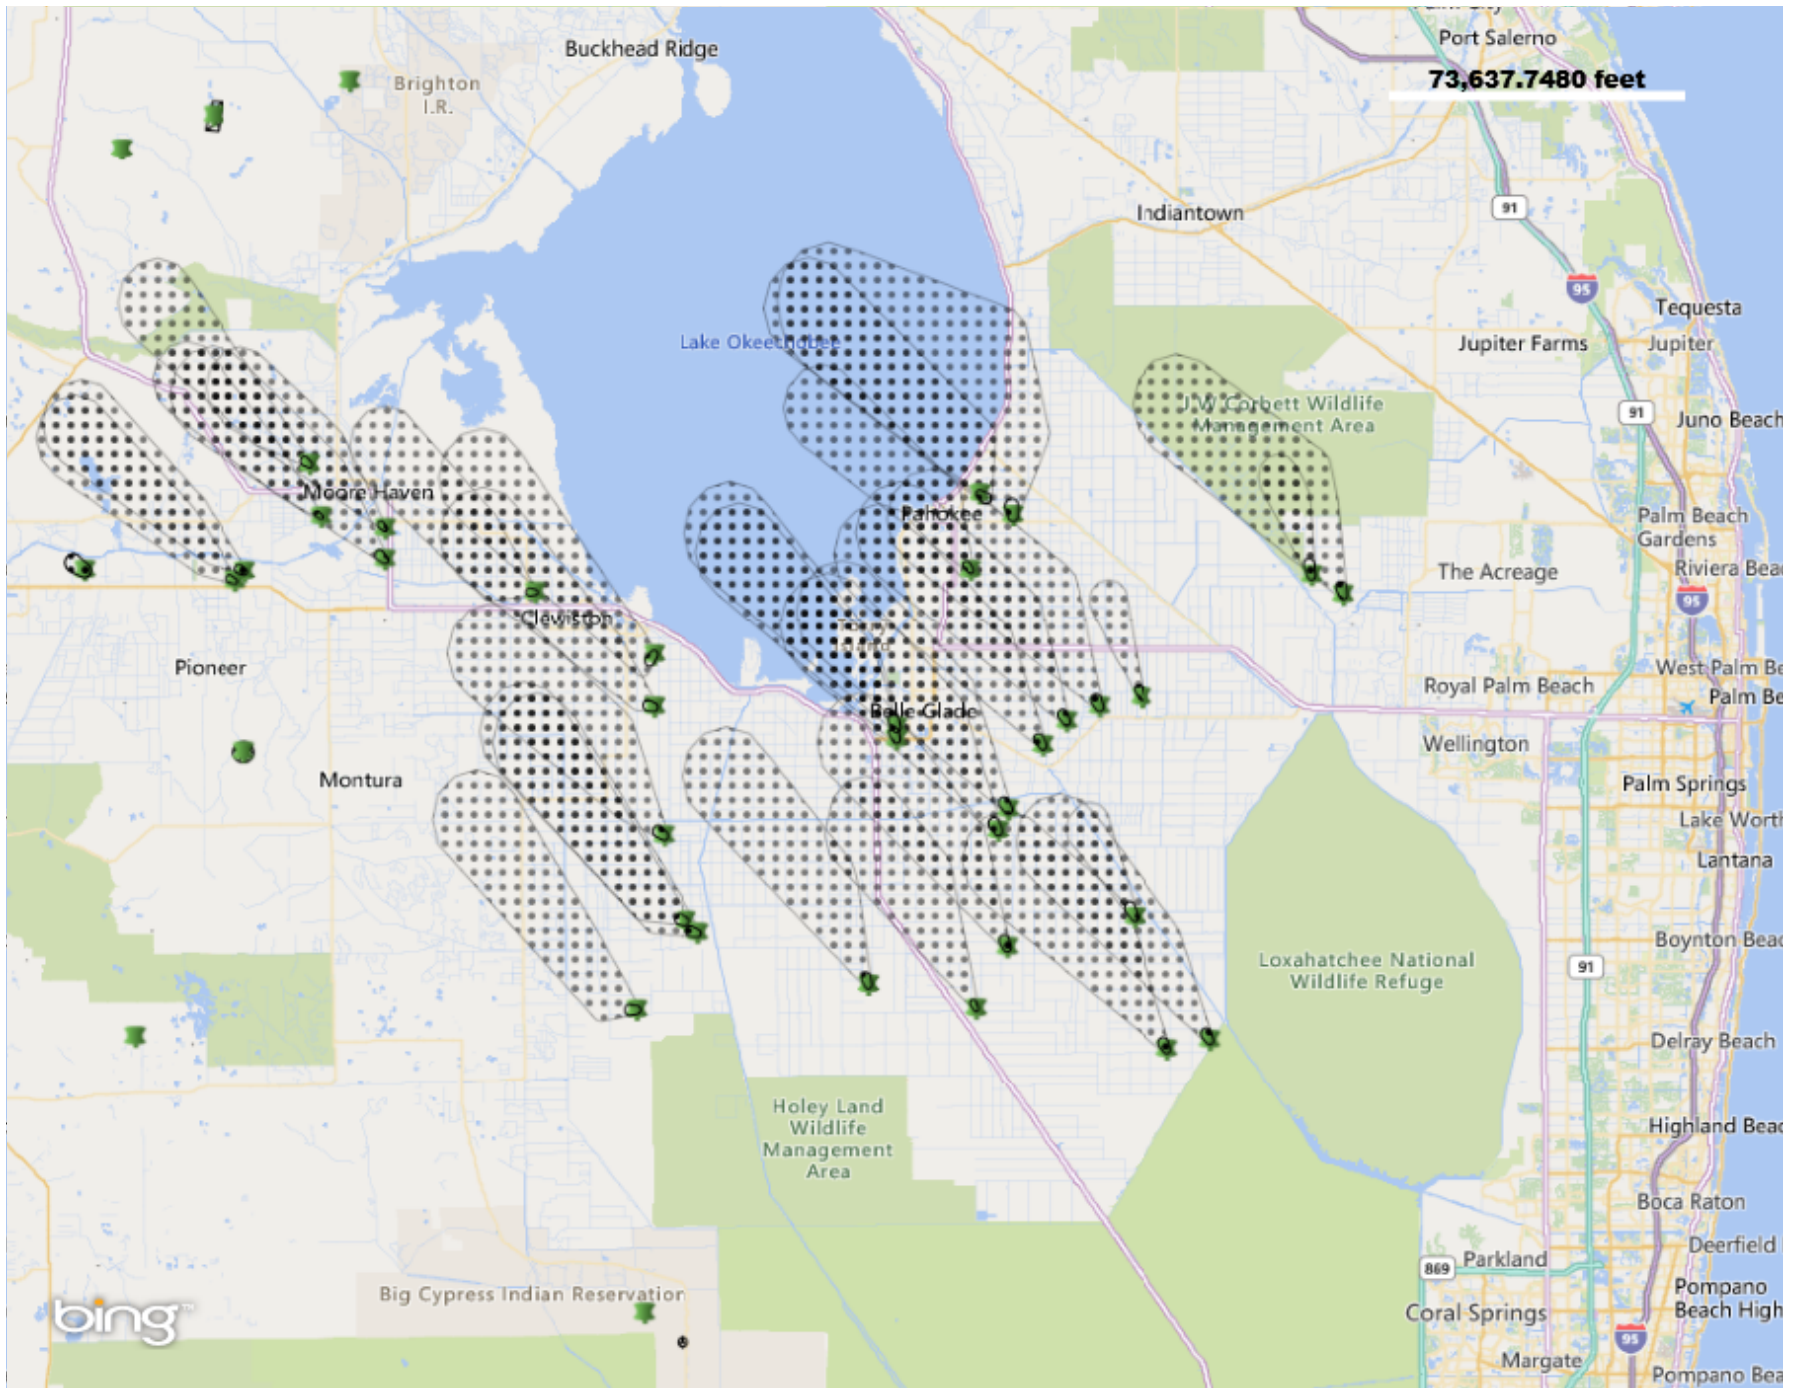 Buckhead Ridge
Port Salerno
73,637.7480 feet
Brighton
I.R.
91
Indiantown
95
Tequesta
Lake Okeechobee
Jupiter Farms
Jupiter
J.W. Corbett Wildlife
Management Area
91
Juno Beach
Moore Haven
Pahokee
Palm Beach
Gardens
Riviera Bea
The Acreage
95
Clewiston
Island
Pioneer
West Palm Be
Royal Palm Beach
Palm Be
Belle Glade
Wellington
Montura
Palm Springs
Lake Worth
Lantana
Boynton Beac
Loxahatchee National
Wildlife Refuge
91
Delray Beach
Holey Land
Wildlife
Management
Area
Highland Beac
Boca Raton
Deerfield
Parkland
869
Big Cypress Indian Reservation
Pompano
Beach High
Coral Springs
bing
95
Margate
Pompano Bea